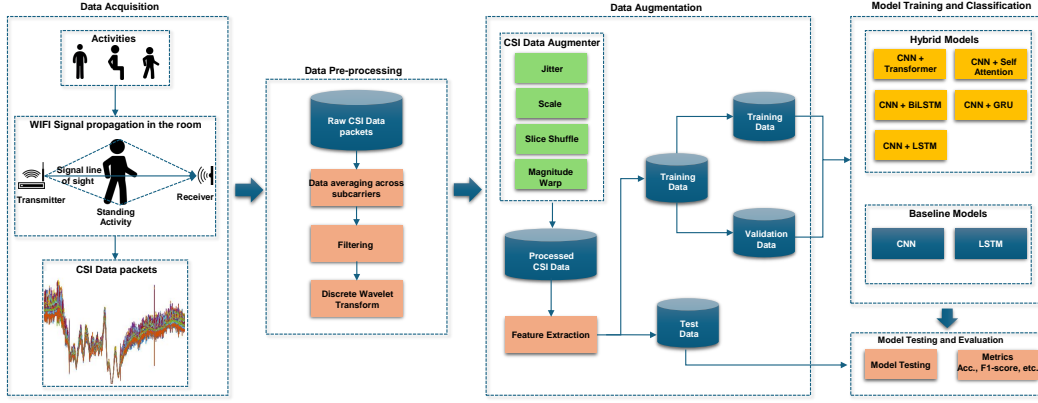 Data Acquisition
Activities
WIFI Signal propagation in the room
Signal line
of sight
Transmitter
Receiver
Standing
Activity
CSI Data packets
Data Pre-processing
Raw CSI Data
packets
Data averaging across
subcarriers
Filtering
Discrete Wavelet
Transform
Data Augmentation
CSI Data Augmenter
Jitter
Scale
Slice Shuffle
Magnitude
Warp
Processed
CSI Data
Feature Extraction
Training
Data
Training
Data
Validation
Data
Test
Data
Model Training and Classification
Hybrid Models
CNN +
Transformer
CNN + Self
Attention
CNN + BiLSTM
CNN + GRU
CNN + LSTM
Baseline Models
CNN
LSTM
Model Testing and Evaluation
Model Testing
Metrics
Acc., F1-score, etc.